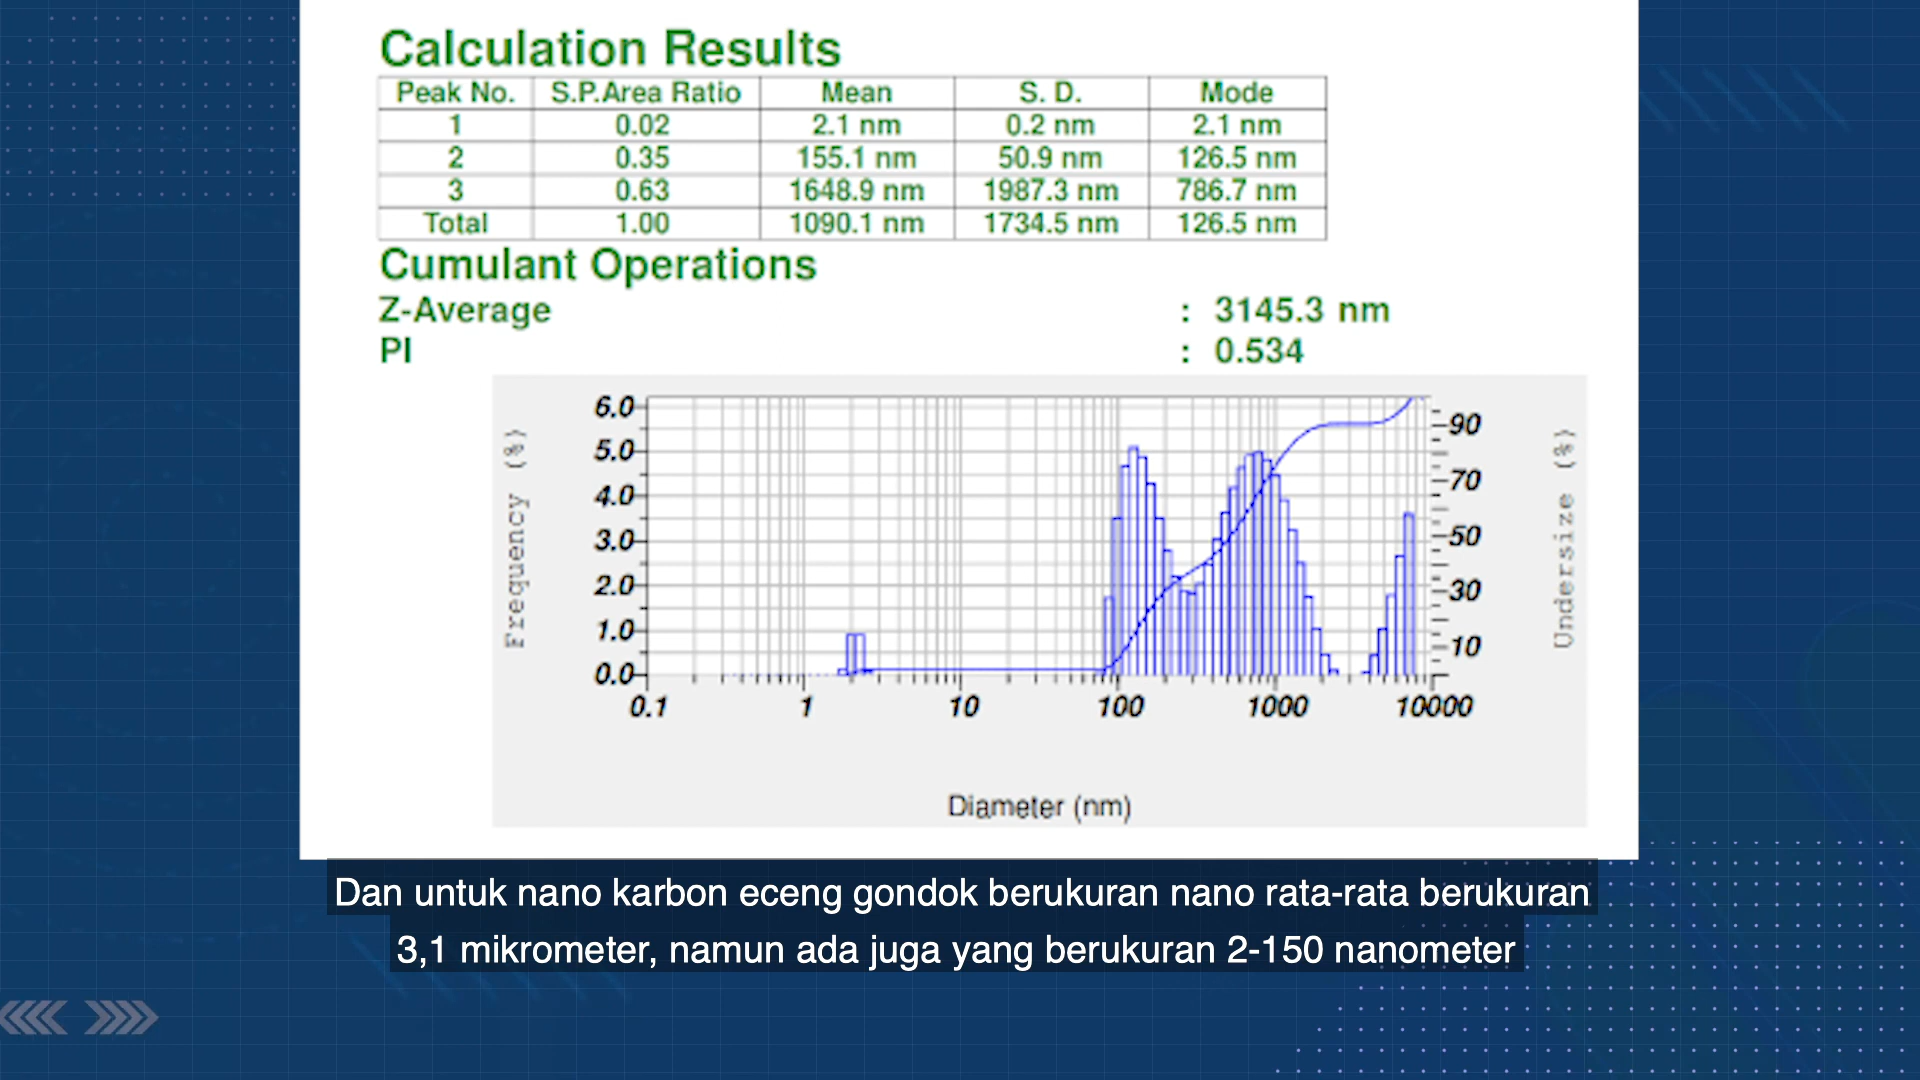 Calculation Results
Peak No. S.P.Area Ratio Mean S. D. Mode
1 0.02 2.1 nm 0.2 nm 2.1 nm
2 0.35 155.1 nm 50.9 nm 126.5 nm
3 0.63 1648.9 nm 1987.3 nm 786.7 nm
Total 1.00 1090.1 nm 1734.5 nm 126.5 nm
Cumulant Operations
Z-Average : 3145.3 nm
PI : 0.534
Frequency (%)
6.0
5.0
4.0
3.0
2.0
1.0
0.0
90
70
50
30
10
Undersize (%)
0.1 1 10 100 1000 10000
Diameter (nm)
Dan untuk nano karbon eceng gondok berukuran nano rata-rata berukuran
3,1 mikrometer, namun ada juga yang berukuran 2-150 nanometer